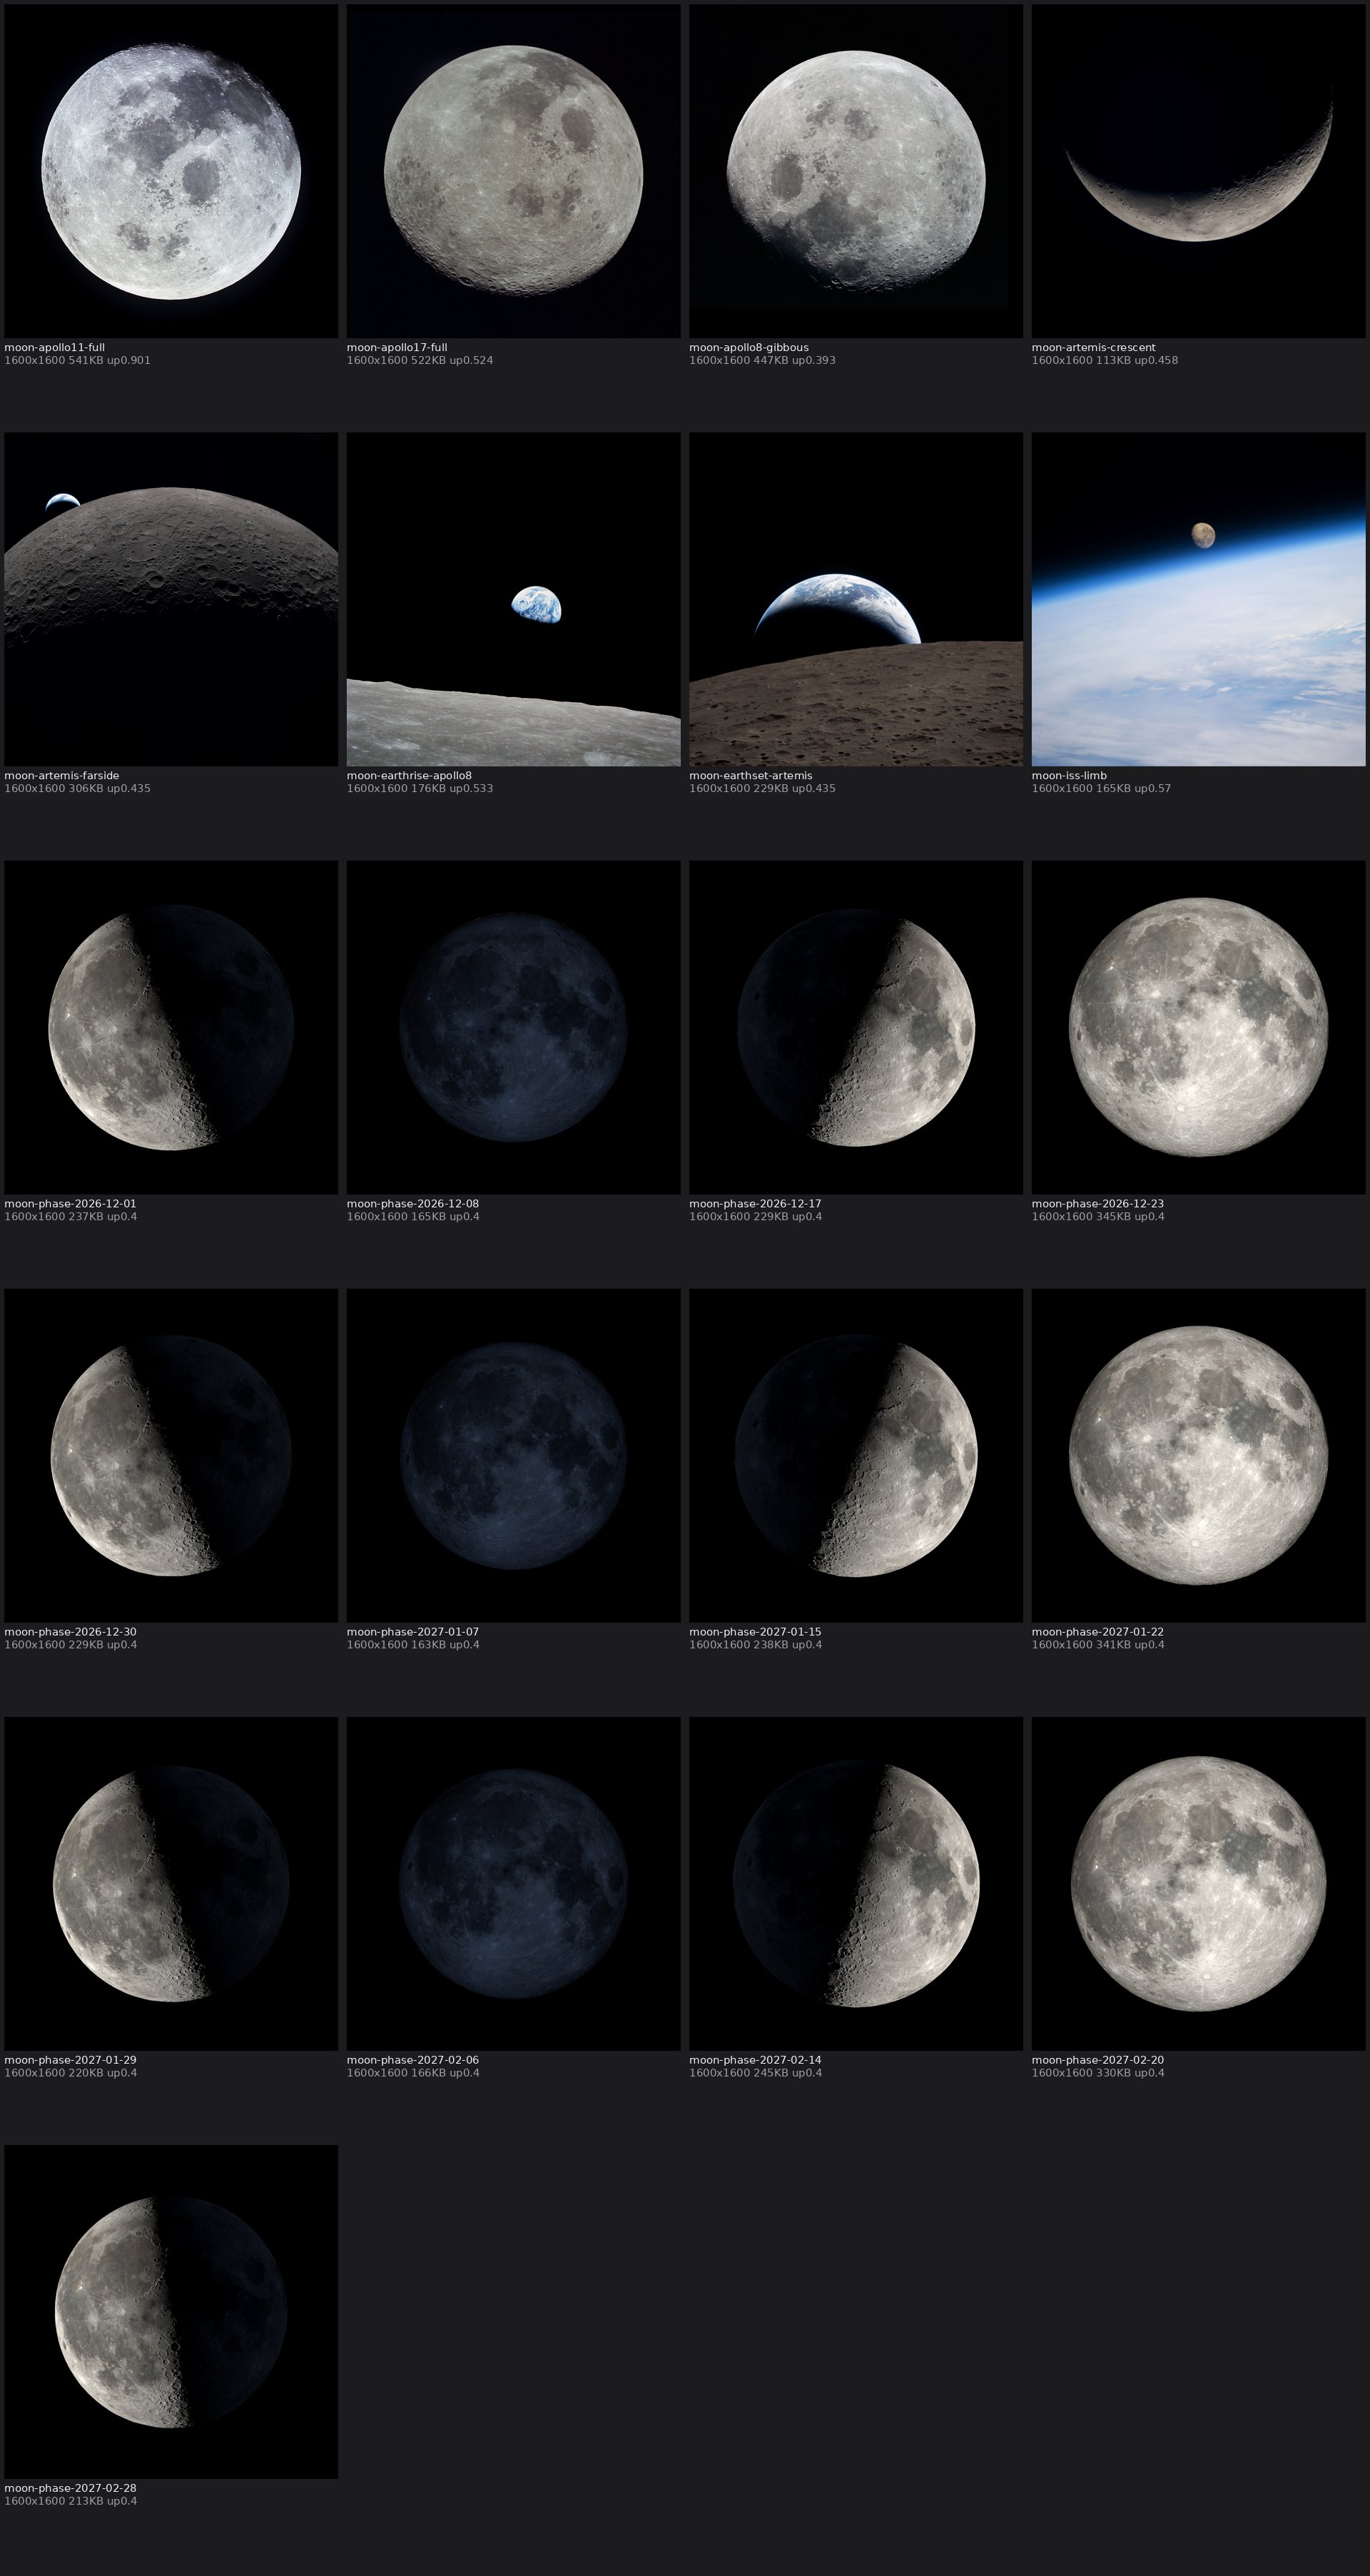 moon-apollo11-full
1600x1600 541KB up0.901
moon-apollo17-full
1600x1600 522KB up0.524
moon-apollo8-gibbous
1600x1600 447KB up0.393
moon-artemis-crescent
1600x1600 113KB up0.458
moon-artemis-farside
1600x1600 306KB up0.435
moon-earthrise-apollo8
1600x1600 176KB up0.533
moon-earthset-artemis
1600x1600 229KB up0.435
moon-iss-limb
1600x1600 165KB up0.57
moon-phase-2026-12-01
1600x1600 237KB up0.4
moon-phase-2026-12-08
1600x1600 165KB up0.4
moon-phase-2026-12-17
1600x1600 229KB up0.4
moon-phase-2026-12-23
1600x1600 345KB up0.4
moon-phase-2026-12-30
1600x1600 229KB up0.4
moon-phase-2027-01-07
1600x1600 163KB up0.4
moon-phase-2027-01-15
1600x1600 238KB up0.4
moon-phase-2027-01-22
1600x1600 341KB up0.4
moon-phase-2027-01-29
1600x1600 220KB up0.4
moon-phase-2027-02-06
1600x1600 166KB up0.4
moon-phase-2027-02-14
1600x1600 245KB up0.4
moon-phase-2027-02-20
1600x1600 330KB up0.4
moon-phase-2027-02-28
1600x1600 213KB up0.4